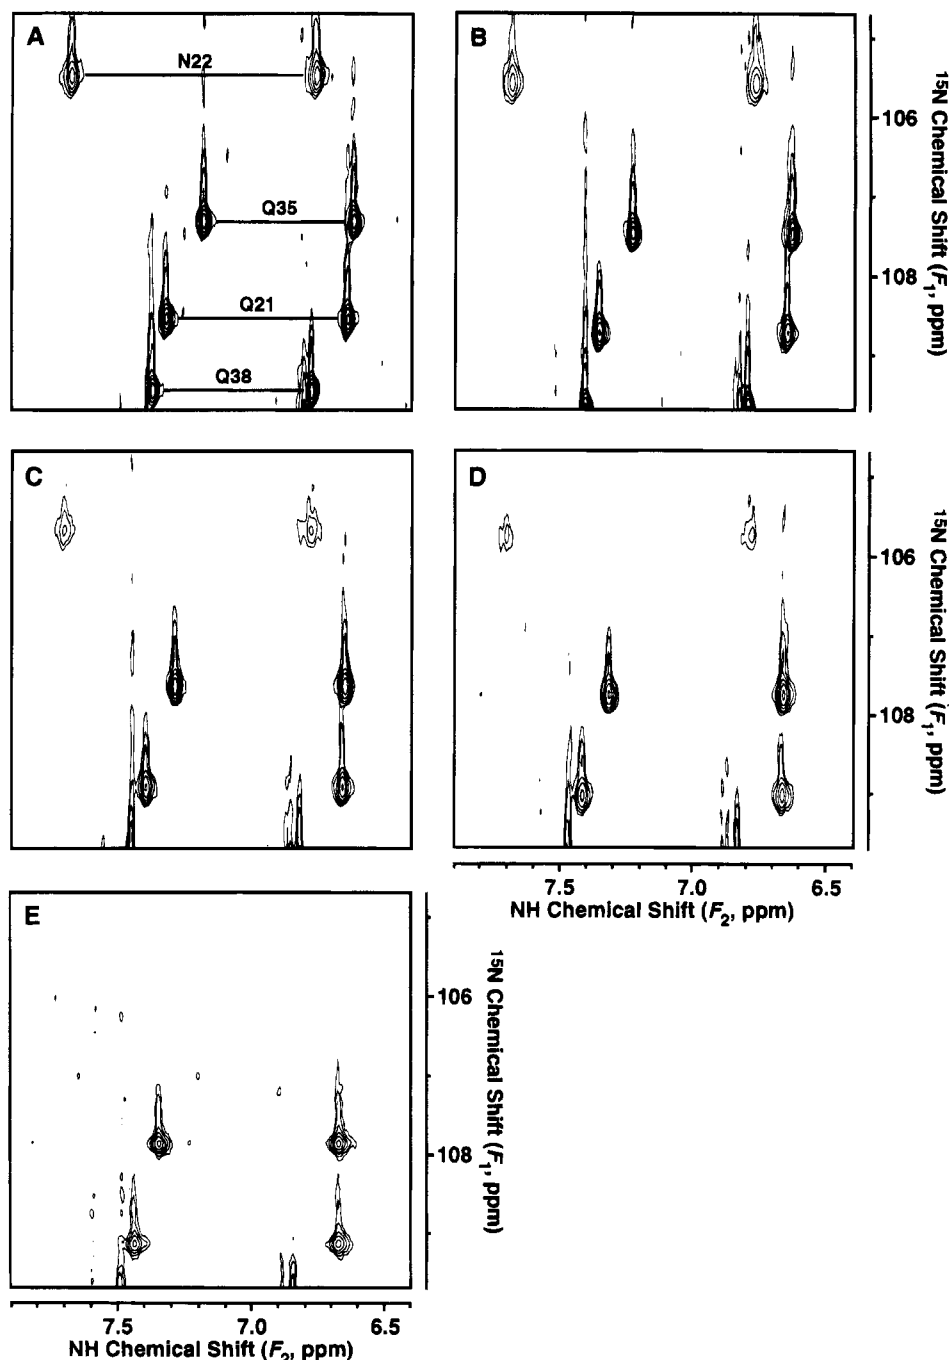 A
N22
Q35
Q21
Q38
B
106
108
15N Chemical Shift (F1, ppm)
C
D
106
108
15N Chemical Shift (F1, ppm)
7.5 7.0 6.5
NH Chemical Shift (F2, ppm)
E
106
108
15N Chemical Shift (F1, ppm)
7.5 7.0 6.5
NH Chemical Shift (F2, ppm)